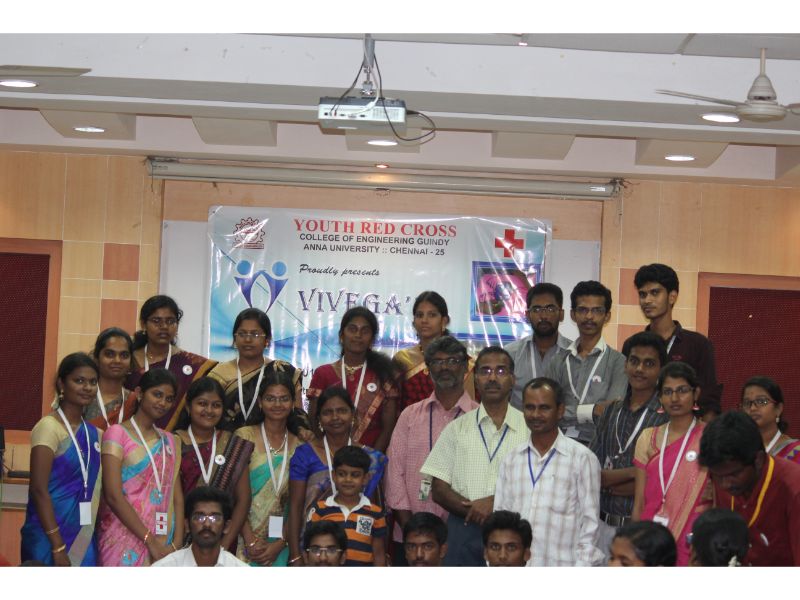 YOUTH RED CROSS
COLLEGE OF ENGINEERING GUINDY
ANNA UNIVERSITY :: CHENNAI - 25
Proudly presents
VIVEGA'